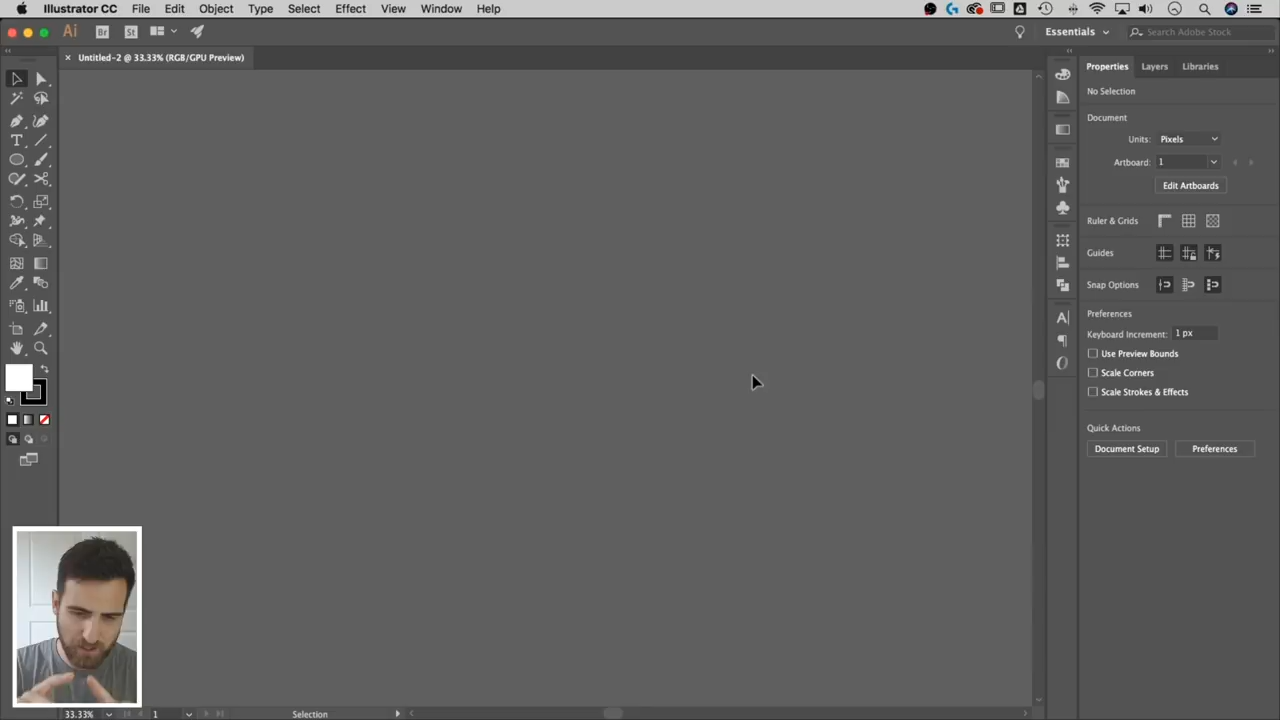 Illustrator CC File Edit Object Type Select Effect View Window Help
Ai Br St Essentials Search Adobe Stock
× Untitled-2 @ 33.33% (RGB/GPU Preview)
Properties Layers Libraries
No Selection
Document
Units: Pixels
Artboard: 1
Edit Artboards
Ruler & Grids
Guides
Snap Options
Preferences
Keyboard Increment: 1 px
Use Preview Bounds
Scale Corners
Scale Strokes & Effects
Quick Actions
Document Setup Preferences
33.33% 1 Selection